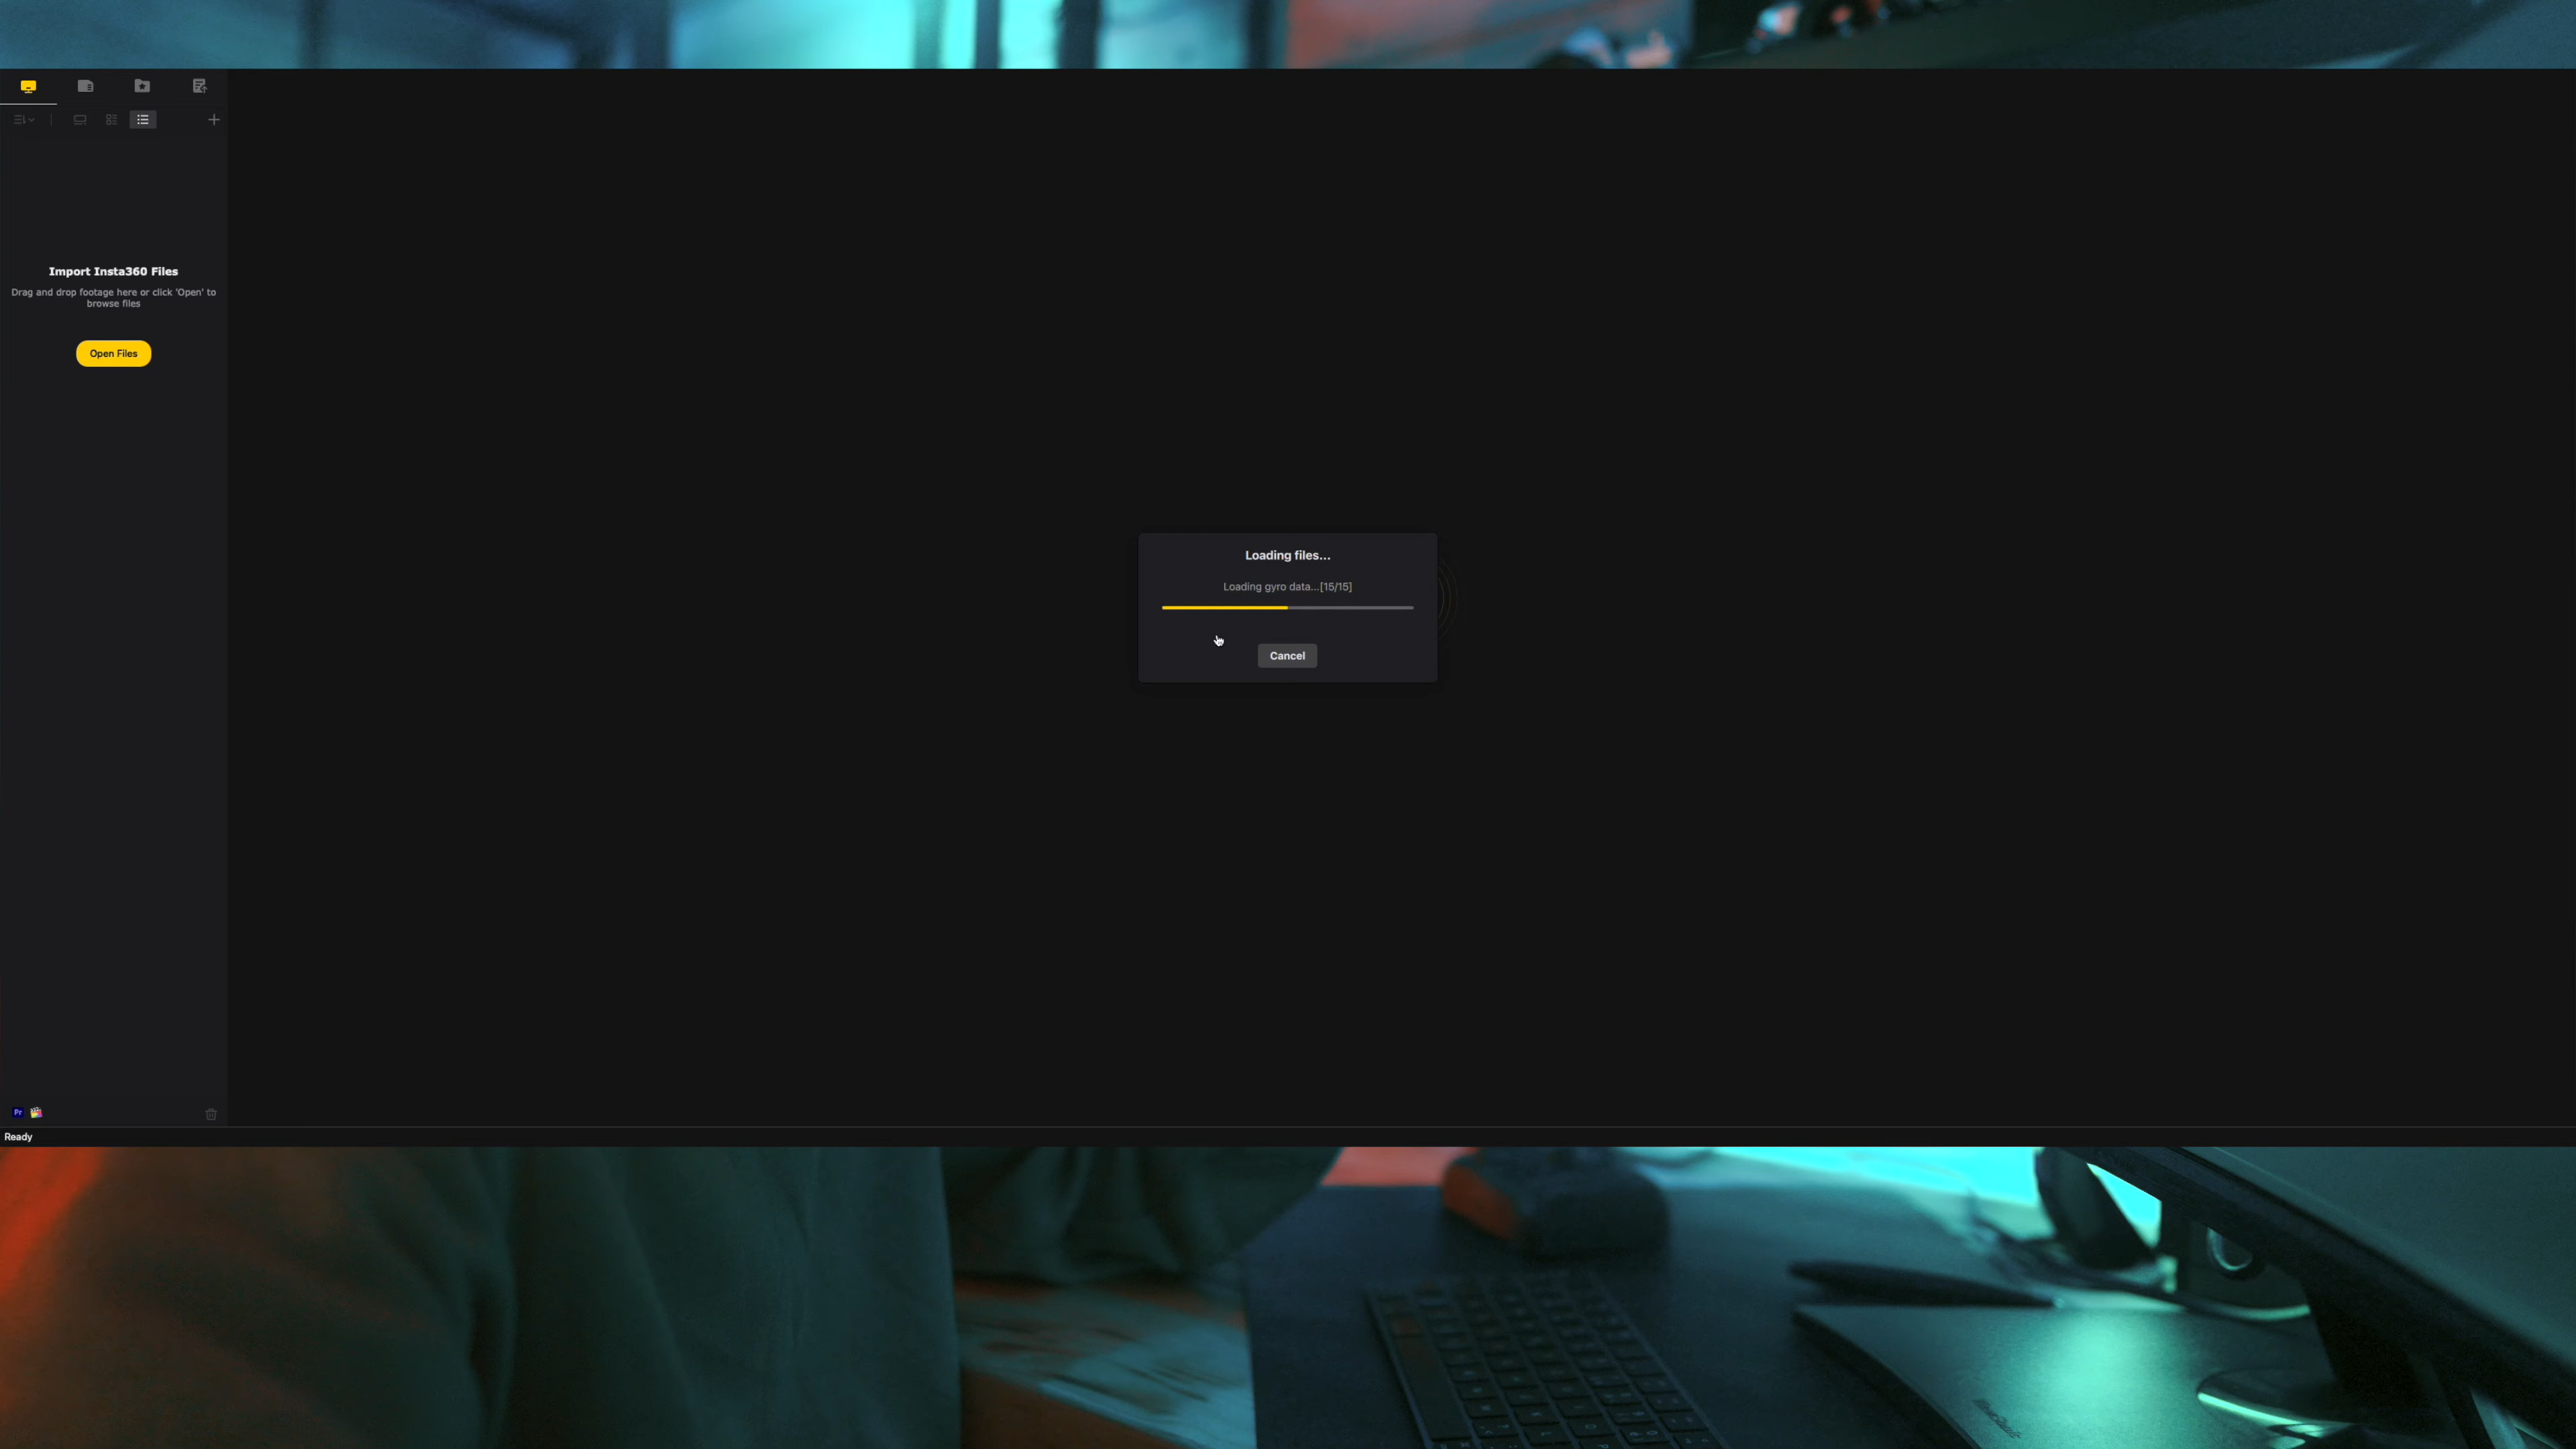 Import Insta360 Files
Drag and drop footage here or click 'Open' to
browse files
Open Files
Loading files...
Loading gyro data...[15/15]
Cancel
Pr
Ready